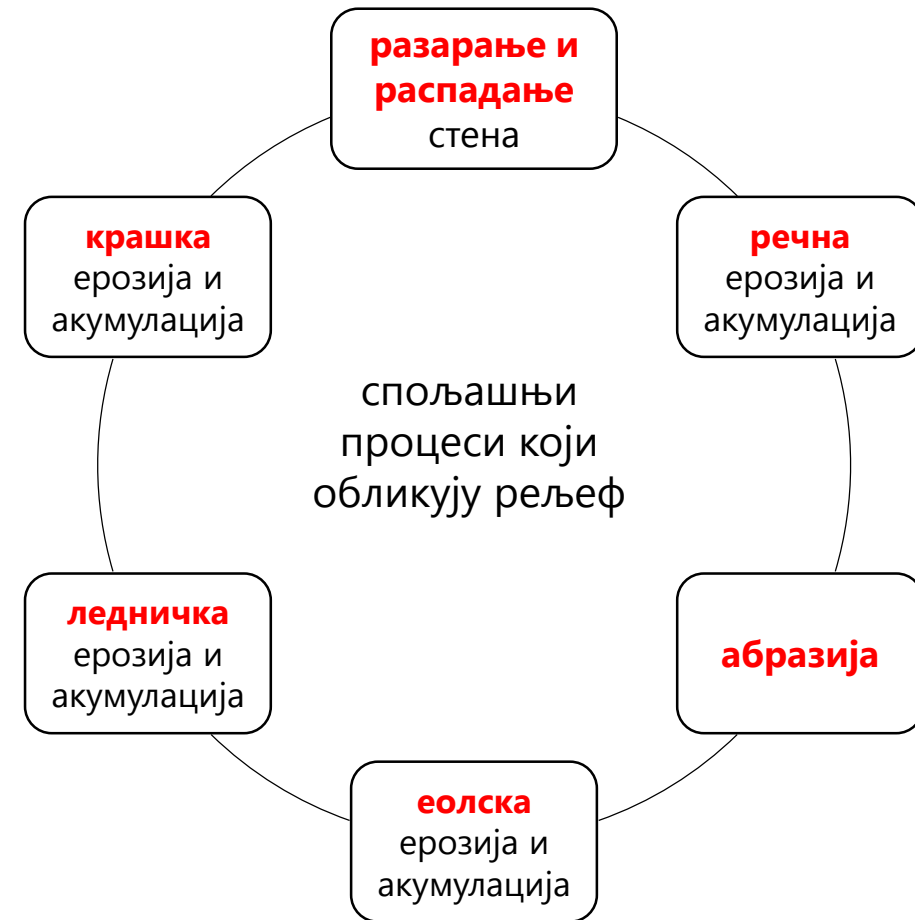 разарање и
распадање
стена
крашка
ерозија и
акумулација
речна
ерозија и
акумулација
спољашњи
процеси који
обликују рељеф
ледничка
ерозија и
акумулација
абразија
еолска
ерозија и
акумулација